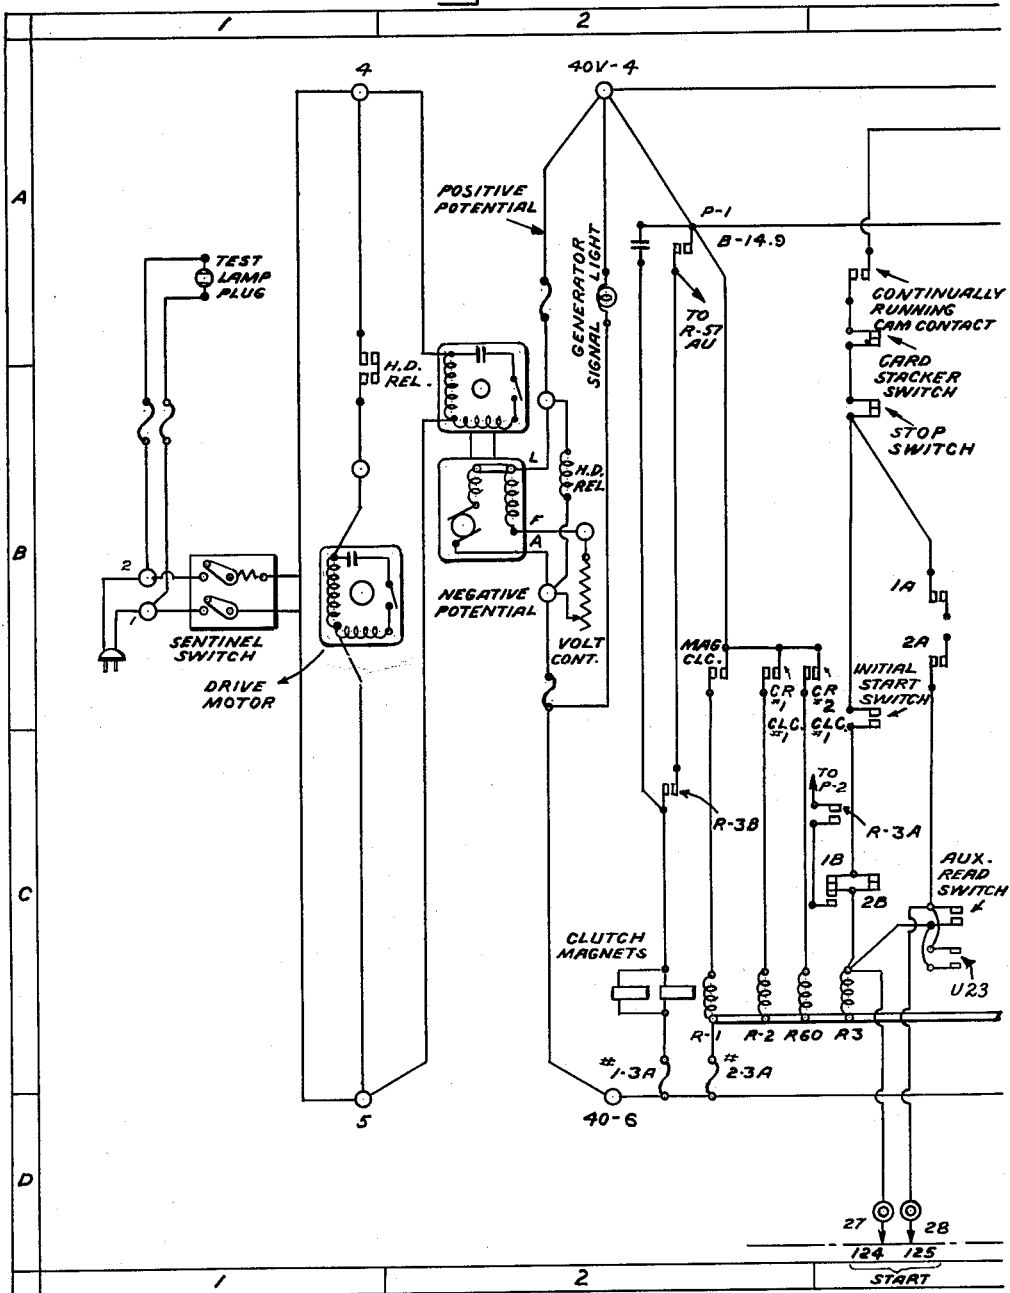 1
2
4
40V-4
A
POSITIVE
POTENTIAL
GENERATOR
SIGNAL LIGHT
P-1
B-14.9
TO
R-57
AU
TEST
LAMP
PLUG
CONTINUALLY
RUNNING
CAM CONTACT
CARD
STACKER
SWITCH
STOP
SWITCH
H.D.
REL.
L
H.D.
REL
F
A
B
2
1
SENTINEL
SWITCH
DRIVE
MOTOR
NEGATIVE
POTENTIAL
VOLT
CONT.
MAG
CLC.
CR
#1
CLC.
#1
CR
#2
CLC.
#1
1A
2A
INITIAL
START
SWITCH
TO
P-2
R-3B
R-3A
1B
2B
AUX.
READ
SWITCH
U23
C
CLUTCH
MAGNETS
R-1
R-2
R60
R3
#
1-3A
#
2-3A
5
40-6
D
27
28
124
125
START
1
2